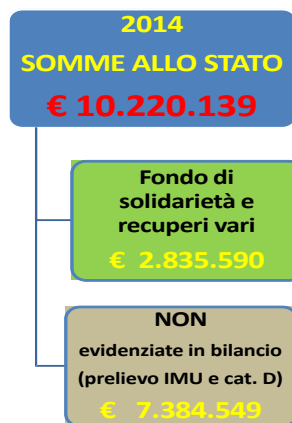 2014
SOMME ALLO STATO
€ 10.220.139
Fondo di
solidarietà e
recuperi vari
€ 2.835.590
NON
evidenziate in bilancio
(prelievo IMU e cat. D)
€ 7.384.549